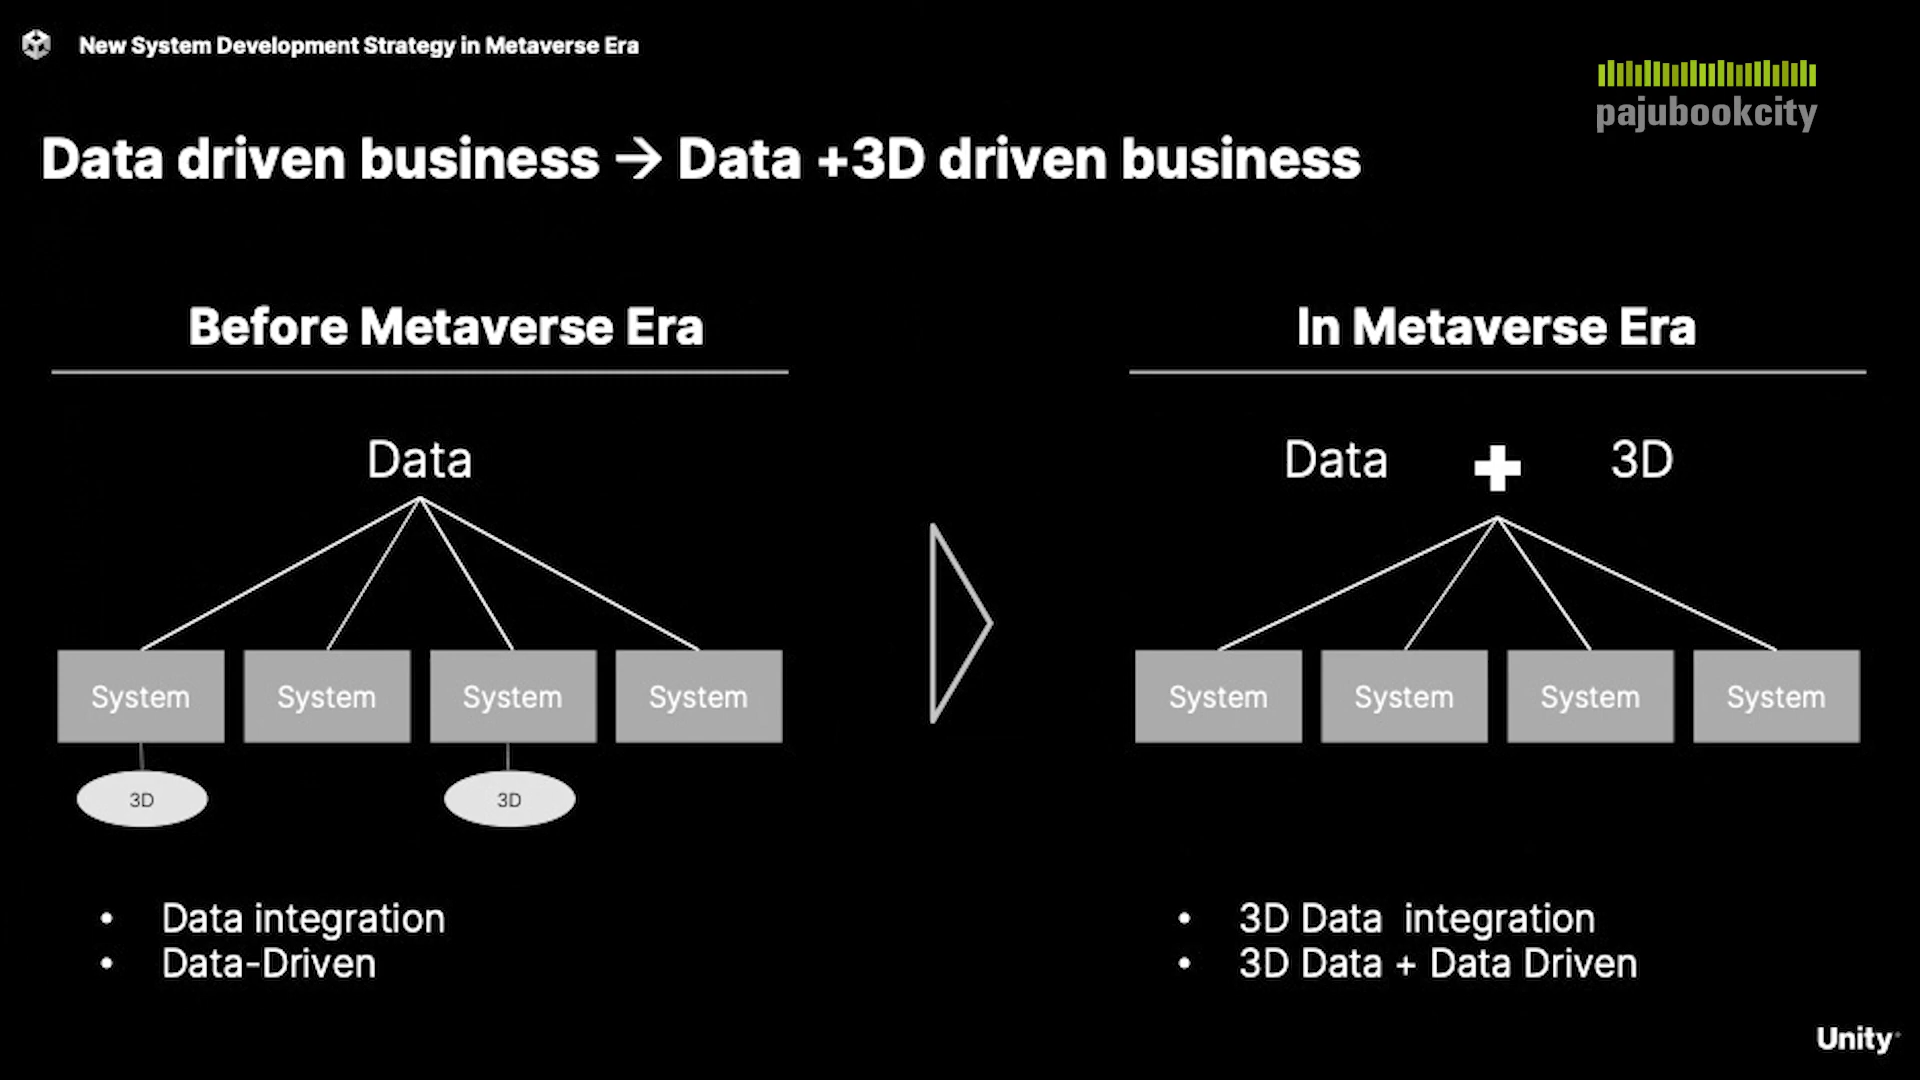 New System Development Strategy in Metaverse Era
pajubookcity
Data driven business → Data +3D driven business
Before Metaverse Era
Data
System System System System
3D 3D
• Data integration
• Data-Driven
In Metaverse Era
Data + 3D
System System System System
• 3D Data  integration
• 3D Data + Data Driven
Unity